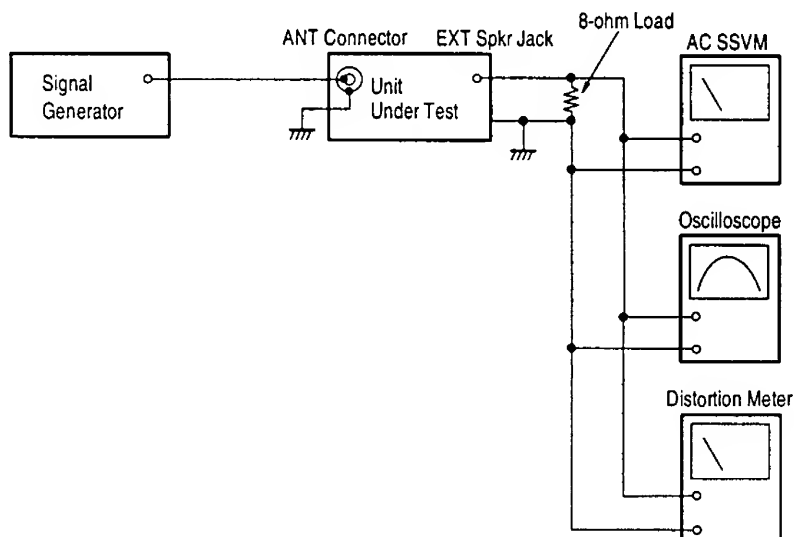 8-ohm Load
ANT Connector
EXT Spkr Jack
AC SSVM
Signal
Generator
Unit
Under Test
Oscilloscope
Distortion Meter